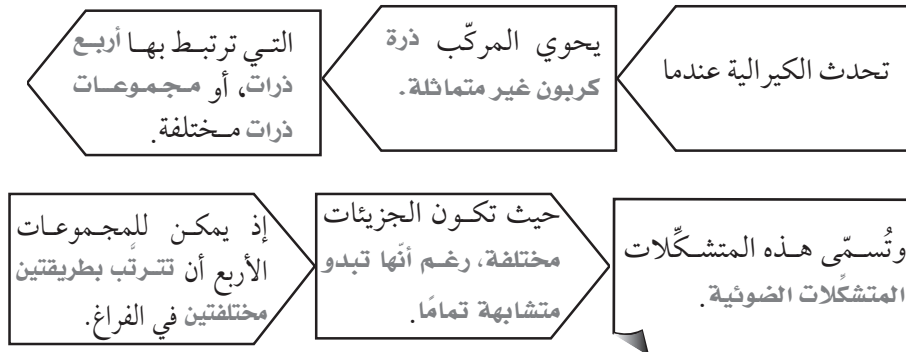 تحدث الكيرالية عندما
يحوي المركّب ذرة
كربون غير متماثلة.
التي ترتبط بها أربع
ذرات، أو مجموعات
ذرات مختلفة.
إذ يمكن للمجموعات
الأربع أن تترتَّب بطريقتين
مختلفتين في الفراغ.
حيث تكون الجزيئات
مختلفة، رغم أنّها تبدو
متشابهة تمامًا.
وتُسمّى هذه المتشكِّلات
المتشكِّلات الضوئية.